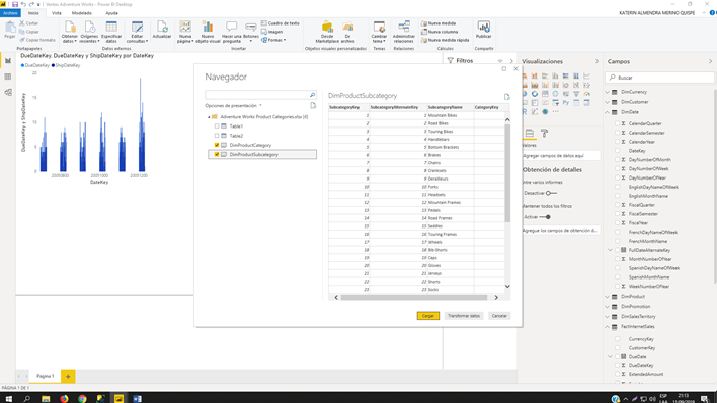 Ventas Adventure Works - Power BI Desktop
KATERIN ALMENDRA MERINO QUISPE
Archivo Inicio Vista Modelado Ayuda
Pegar
Cortar
Copiar
Copiar formato
Portapapeles
Obtener datos
Orígenes recientes
Especificar datos
Editar consultas
Datos externos
Actualizar
Nueva página
Nuevo objeto visual
Hacer una pregunta
Botones
Cuadro de texto
Imagen
Formas
Insertar
Desde Marketplace
De archivo
Objetos visuales personalizados
Cambiar tema
Temas
Administrar relaciones
Relaciones
Nueva medida
Nueva columna
Nueva medida rápida
Cálculos
Publicar
Compartir
DueDateKey, DueDateKey y ShipDateKey por DateKey
DueDateKey ShipDateKey
DueDateKey y ShipDateKey
20
15
10
5
0
DateKey
Navegador
Opciones de presentación
Adventure Works Product Categories.xlsx [4]
Table1
Table2
DimProductCategory
DimProductSubcategory
DimProductSubcategory
SubcategoryKey SubcategoryAlternateKey SubcategoryName CategoryKey
1 1 Mountain Bikes
2 2 Road Bikes
3 3 Touring Bikes
4 4 Handlebars
5 5 Bottom Brackets
6 6 Brakes
7 7 Chains
8 8 Cranksets
9 9 Derailleurs
10 10 Forks
11 11 Headsets
12 12 Mountain Frames
13 13 Pedals
14 14 Road Frames
15 15 Saddles
16 16 Touring Frames
17 17 Wheels
18 18 Bib-Shorts
19 19 Caps
20 20 Gloves
21 21 Jerseys
22 22 Shorts
23 23 Socks
Cargar Transformar datos Cancelar
Filtros
Visualizaciones
Valores
Agregar campos de datos aquí
Obtención de detalles
Entre varios informes
Desactivar
Mantener todos los filtros
Activar
Agregue los campos de obtención d...
Campos
Buscar
DimCurrency
DimCustomer
DimDate
CalendarQuarter
CalendarSemester
CalendarYear
DateKey
DayNumberOfMonth
DayNumberOfWeek
DayNumberOfYear
EnglishDayNameOfWeek
EnglishMonthName
FiscalQuarter
FiscalSemester
FiscalYear
FrenchDayNameOfWeek
FrenchMonthName
FullDateAlternateKey
MonthNumberOfYear
SpanishDayNameOfWeek
SpanishMonthName
WeekNumberOfYear
DimProduct
DimPromotion
DimSalesTerritory
FactInternetSales
CurrencyKey
CustomerKey
DueDate
DueDateKey
ExtendedAmount
Página 1
PÁGINA 1 DE 1
ESP
LAA
21:13